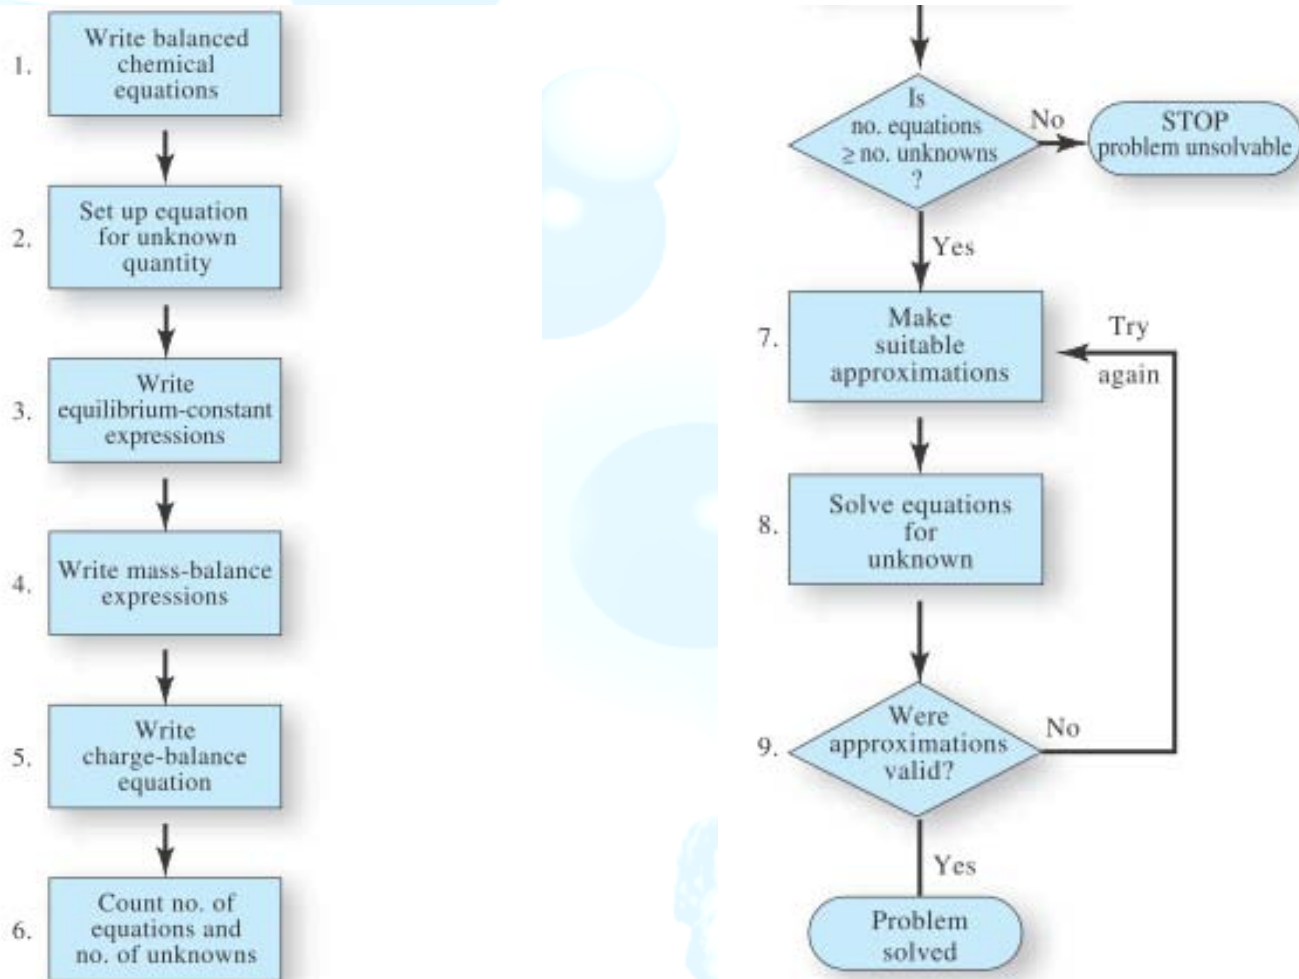 1.
Write balanced
chemical
equations
2.
Set up equation
for unknown
quantity
3.
Write
equilibrium-constant
expressions
4.
Write mass-balance
expressions
5.
Write
charge-balance
equation
6.
Count no. of
equations and
no. of unknowns
Is
no. equations
≥ no. unknowns
?
No
STOP
problem unsolvable
Yes
7.
Make
suitable
approximations
Try
again
8.
Solve equations
for
unknown
9.
Were
approximations
valid?
No
Yes
Problem
solved